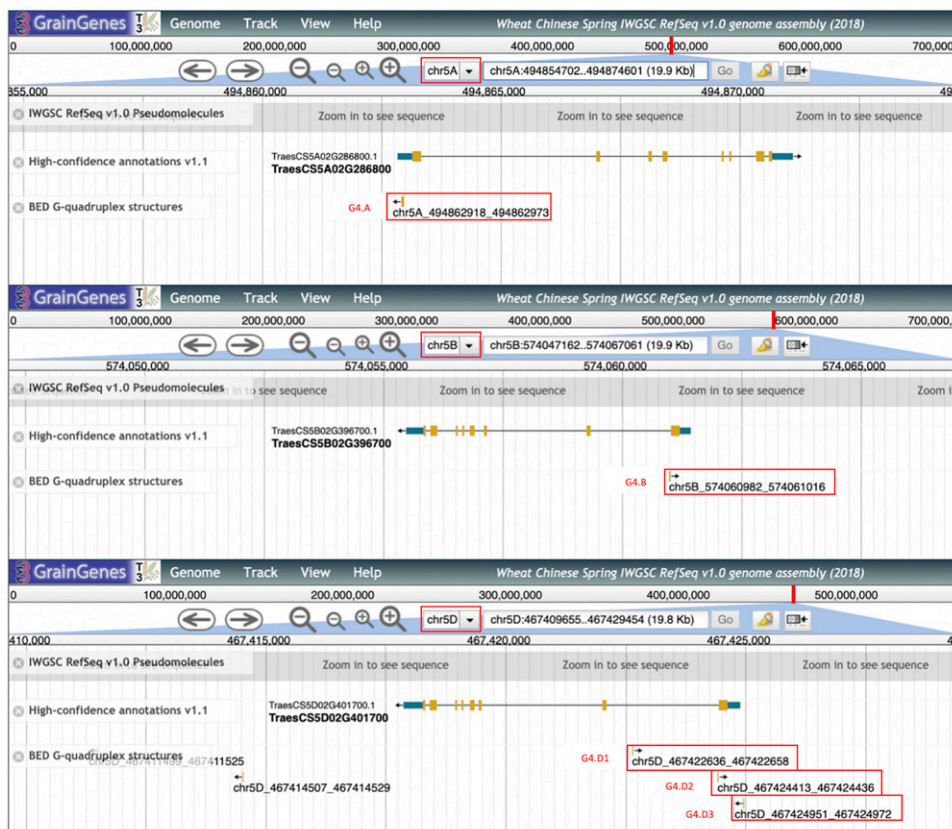 GrainGenes T3 Genome Track View Help Wheat Chinese Spring IWGSC RefSeq v1.0 genome assembly (2018)
0 100,000,000 200,000,000 300,000,000 400,000,000 500,000,000 600,000,000 700,000
chr5A chr5A:494854702..494874601 (19.9 Kb) Go
355,000 494,860,000 494,865,000 494,870,000 49
IWGSC RefSeq v1.0 Pseudomolecules Zoom in to see sequence Zoom in to see sequence Zoom in to see sequence
TraesCS5A02G286800.1
High-confidence annotations v1.1
TraesCS5A02G286800
BED G-quadruplex structures
G4.A
chr5A_494862918_494862973
GrainGenes T3 Genome Track View Help Wheat Chinese Spring IWGSC RefSeq v1.0 genome assembly (2018)
0 100,000,000 200,000,000 300,000,000 400,000,000 500,000,000 600,000,000 700,000
chr5B chr5B:574047162..574067061 (19.9 Kb) Go
574,050,000 574,055,000 574,060,000 574,065,000
IWGSC RefSeq v1.0 Pseudomolecules in to see sequence Zoom in to see sequence Zoom in to see sequence Zoom in
TraesCS5B02G396700.1
High-confidence annotations v1.1
TraesCS5B02G396700
BED G-quadruplex structures
G4.B
chr5B_574060982_574061016
GrainGenes T3 Genome Track View Help Wheat Chinese Spring IWGSC RefSeq v1.0 genome assembly (2018)
0 100,000,000 200,000,000 300,000,000 400,000,000 500,000,000
chr5D chr5D:467409655..467429454 (19.8 Kb) Go
410,000 467,415,000 467,420,000 467,425,000
IWGSC RefSeq v1.0 Pseudomolecules Zoom in to see sequence Zoom in to see sequence Zoom in to see sequence
TraesCS5D02G401700.1
High-confidence annotations v1.1
TraesCS5D02G401700
BED G-quadruplex structures
G4.D1
chr5D_467411499_467411525
chr5D_467422636_467422658
chr5D_467414507_467414529
G4.D2
chr5D_467424413_467424436
G4.D3
chr5D_467424951_467424972